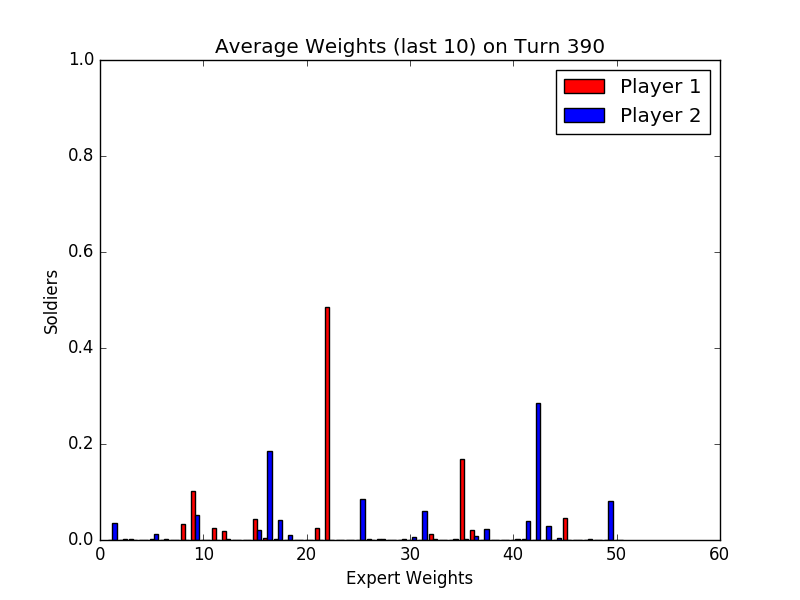 Average Weights (last 10) on Turn 390
1.0
0.8
0.6
0.4
0.2
0.0
Soldiers
Player 1
Player 2
0 10 20 30 40 50 60
Expert Weights